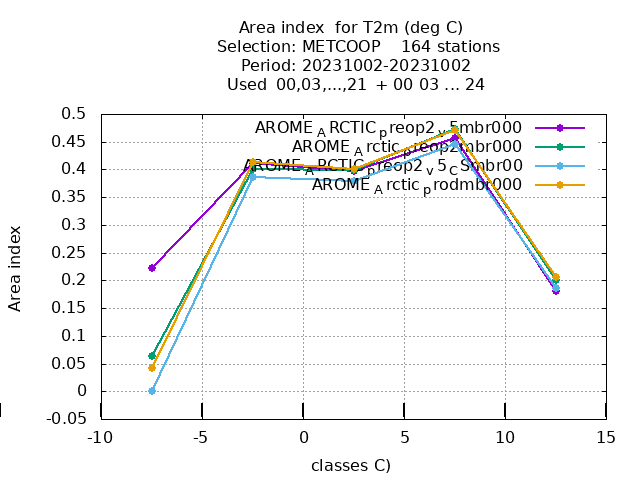 Area index  for T2m (deg C)
Selection: METCOOP    164 stations
Period: 20231002-20231002
Used  00,03,...,21  + 00 03 ... 24
AROME_ARCTIC_preop2_v5mbr000
AROME_Arctic_preop2mbr000
AROME_ARCTIC_preop2_v5_CSmbr00
AROME_Arctic_prodmbr000
0.5
0.45
0.4
0.35
0.3
0.25
0.2
0.15
0.1
0.05
0
-0.05
Area index
-10
-5
0
5
10
15
classes C)